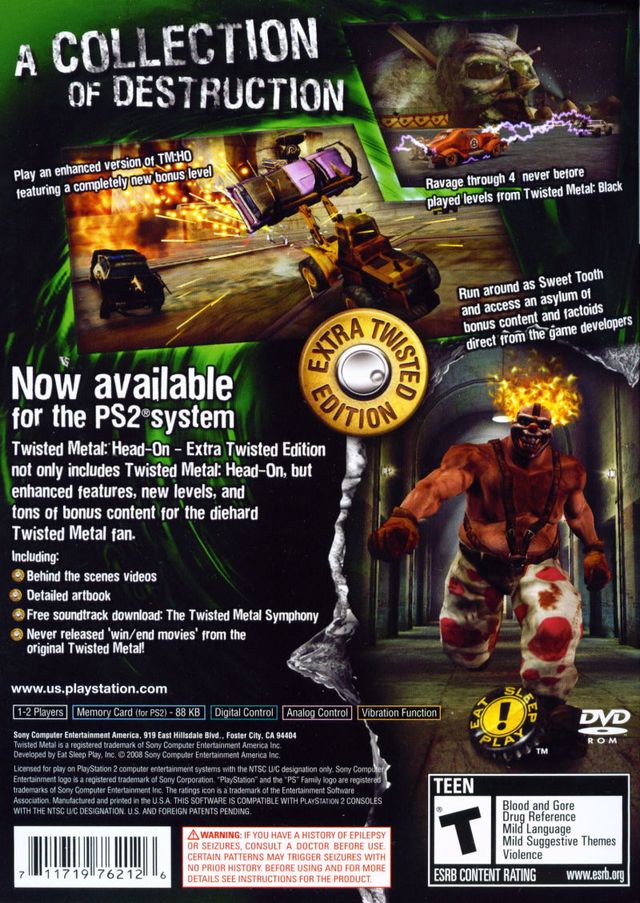 A COLLECTION
OF DESTRUCTION
Play an enhanced version of TM:HO
featuring a completely new bonus level
Ravage through 4 never before
played levels from Twisted Metal: Black
Run around as Sweet Tooth
and access an asylum of
bonus content and factoids
direct from the game developers
EXTRA TWISTED
EDITION
Now available
for the PS2® system
Twisted Metal: Head-On – Extra Twisted Edition
not only includes Twisted Metal: Head-On, but
enhanced features, new levels, and
tons of bonus content for the diehard
Twisted Metal fan.
Including:
Behind the scenes videos
Detailed artbook
Free soundtrack download: The Twisted Metal Symphony
Never released 'win/end movies' from the
original Twisted Metal!
www.us.playstation.com
1-2 Players
Memory Card (for PS2) - 88 KB
Digital Control
Analog Control
Vibration Function
EAT SLEEP PLAY
TM
DVD
ROM
Sony Computer Entertainment America, 919 East Hillsdale Blvd., Foster City, CA 94404
Twisted Metal is a registered trademark of Sony Computer Entertainment America Inc.
Developed by Eat Sleep Play, Inc. © 2008 Sony Computer Entertainment America Inc.
Licensed for play on PlayStation 2 computer entertainment systems with the NTSC U/C designation only. Sony Computer
Entertainment logo is a registered trademark of Sony Corporation. "PlayStation" and the "PS" Family logo are registered
trademarks of Sony Computer Entertainment Inc. The ratings icon is a trademark of the Entertainment Software
Association. Manufactured and printed in the U.S.A. THIS SOFTWARE IS COMPATIBLE WITH PLAYSTATION 2 CONSOLES
WITH THE NTSC U/C DESIGNATION. U.S. AND FOREIGN PATENTS PENDING.
7 11719 76212 6
WARNING: IF YOU HAVE A HISTORY OF EPILEPSY
OR SEIZURES, CONSULT A DOCTOR BEFORE USE.
CERTAIN PATTERNS MAY TRIGGER SEIZURES WITH
NO PRIOR HISTORY. BEFORE USING AND FOR MORE
DETAILS SEE INSTRUCTIONS FOR THE PRODUCT.
TEEN
T
®
Blood and Gore
Drug Reference
Mild Language
Mild Suggestive Themes
Violence
ESRB CONTENT RATING
www.esrb.org